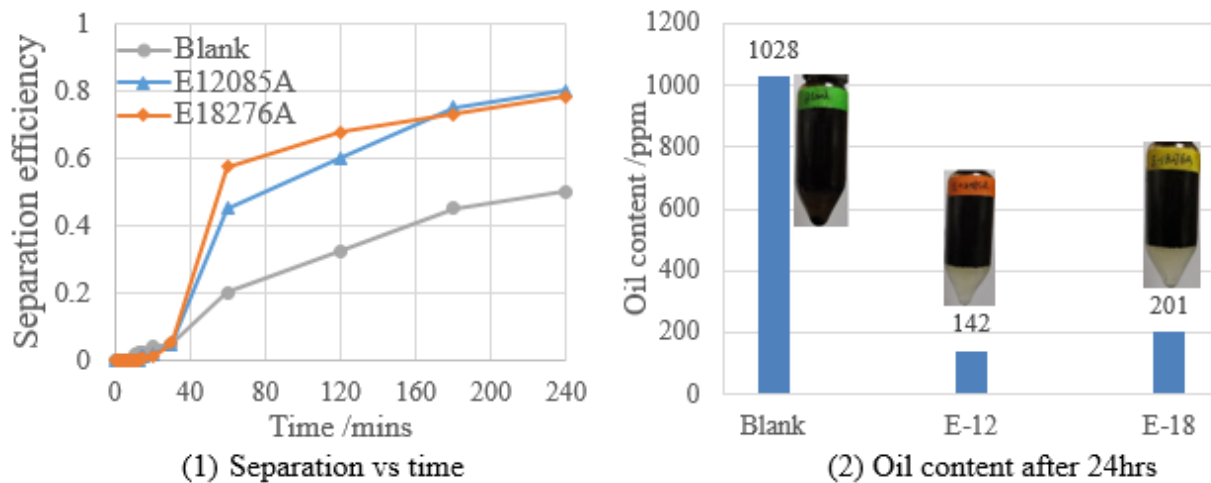 1
0.8
0.6
0.4
0.2
0
Separation efficiency
Blank
E12085A
E18276A
0 40 80 120 160 200 240
Time /mins
(1) Separation vs time
1200
1000
800
600
400
200
0
Oil content /ppm
1028
Blank
142
201
Blank E-12 E-18
(2) Oil content after 24hrs